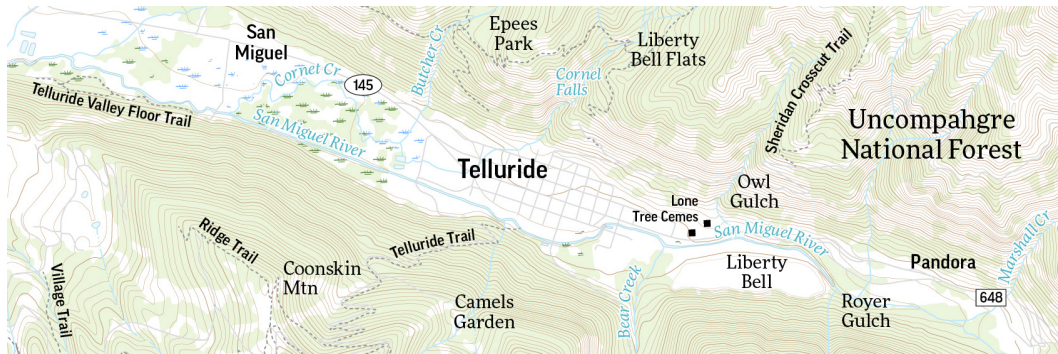 San
Miguel
Epees
Park
Liberty
Bell Flats
Cornet Cr
145
Butcher Cr
Cornel
Falls
Sheridan Crosscut Trail
Telluride Valley Floor Trail
San Miguel River
Uncompahgre
National Forest
Telluride
Owl
Gulch
Lone
Tree Cemes
San Miguel River
Marshall Cr
Ridge Trail
Telluride Trail
Village Trail
Coonskin
Mtn
Camels
Garden
Bear Creek
Liberty
Bell
Pandora
648
Royer
Gulch